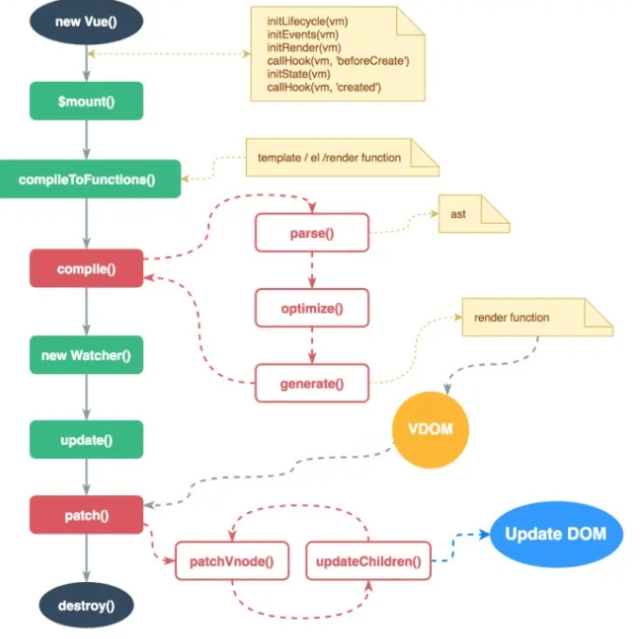 new Vue()
initLifecycle(vm)
initEvents(vm)
initRender(vm)
callHook(vm, 'beforeCreate')
initState(vm)
callHook(vm, 'created')
$mount()
template / el /render function
compileToFunctions()
parse()
ast
compile()
optimize()
render function
new Watcher()
generate()
VDOM
update()
patch()
Update DOM
patchVnode()
updateChildren()
destroy()